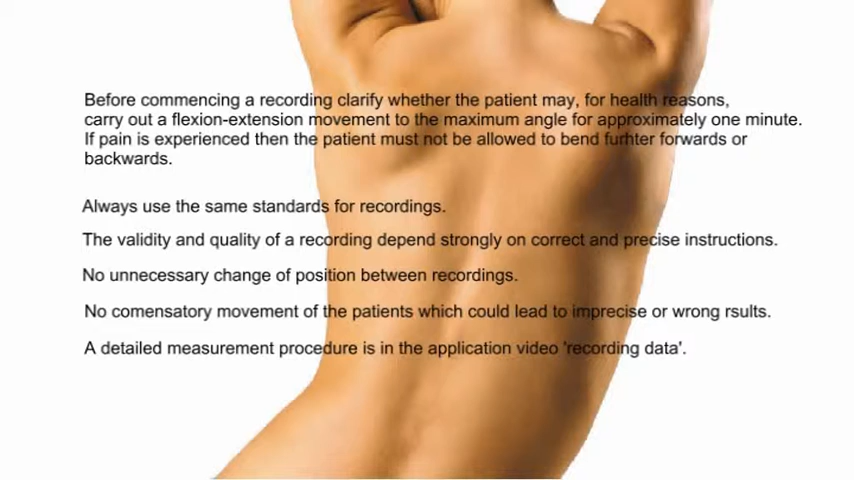 Before commencing a recording clarify whether the patient may, for health reasons,
carry out a flexion-extension movement to the maximum angle for approximately one minute.
If pain is experienced then the patient must not be allowed to bend furhter forwards or
backwards.
Always use the same standards for recordings.
The validity and quality of a recording depend strongly on correct and precise instructions.
No unnecessary change of position between recordings.
No comensatory movement of the patients which could lead to imprecise or wrong rsults.
A detailed measurement procedure is in the application video 'recording data'.